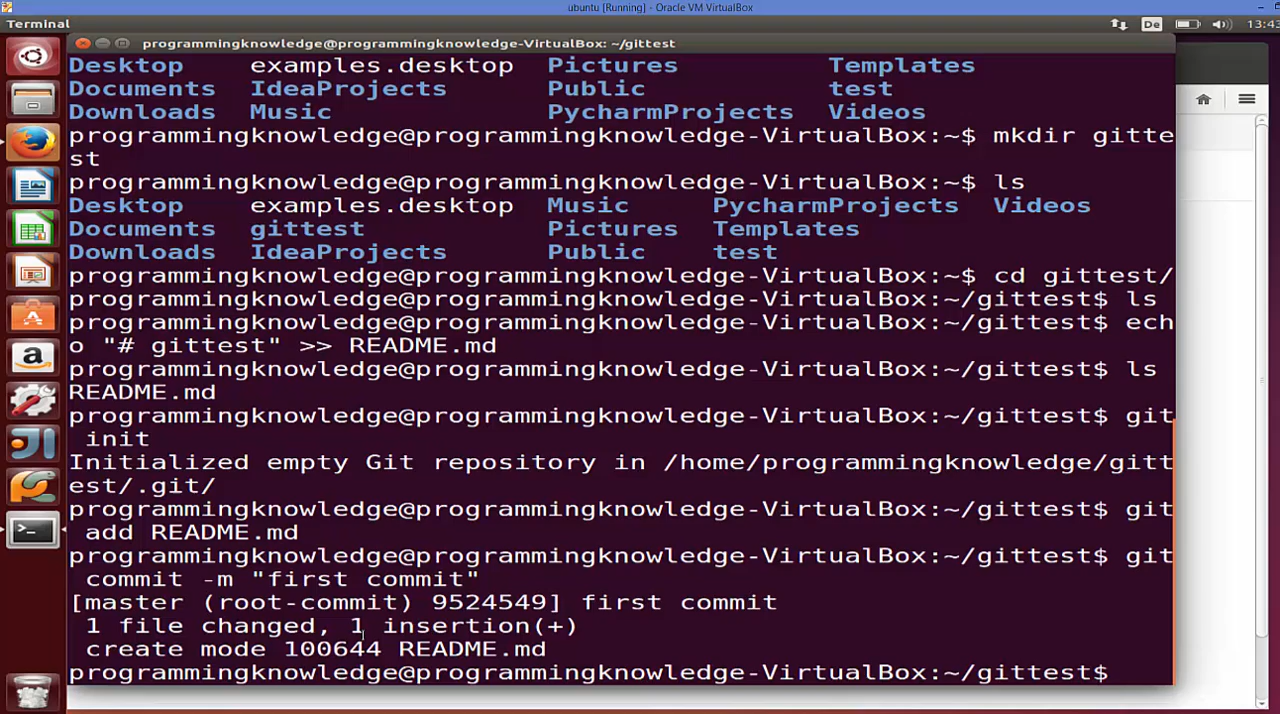 ubuntu [Running] - Oracle VM VirtualBox
Terminal De 13:43
programmingknowledge@programmingknowledge-VirtualBox: ~/gittest
Desktop examples.desktop Pictures Templates
Documents IdeaProjects Public test
Downloads Music PycharmProjects Videos
programmingknowledge@programmingknowledge-VirtualBox:~$ mkdir gitte
st
programmingknowledge@programmingknowledge-VirtualBox:~$ ls
Desktop examples.desktop Music PycharmProjects Videos
Documents gittest Pictures Templates
Downloads IdeaProjects Public test
programmingknowledge@programmingknowledge-VirtualBox:~$ cd gittest/
programmingknowledge@programmingknowledge-VirtualBox:~/gittest$ ls
programmingknowledge@programmingknowledge-VirtualBox:~/gittest$ ech
o "# gittest" >> README.md
programmingknowledge@programmingknowledge-VirtualBox:~/gittest$ ls
README.md
programmingknowledge@programmingknowledge-VirtualBox:~/gittest$ git
init
Initialized empty Git repository in /home/programmingknowledge/gitt
est/.git/
programmingknowledge@programmingknowledge-VirtualBox:~/gittest$ git
add README.md
programmingknowledge@programmingknowledge-VirtualBox:~/gittest$ git
commit -m "first commit"
[master (root-commit) 9524549] first commit
1 file changed, 1 insertion(+)
create mode 100644 README.md
programmingknowledge@programmingknowledge-VirtualBox:~/gittest$